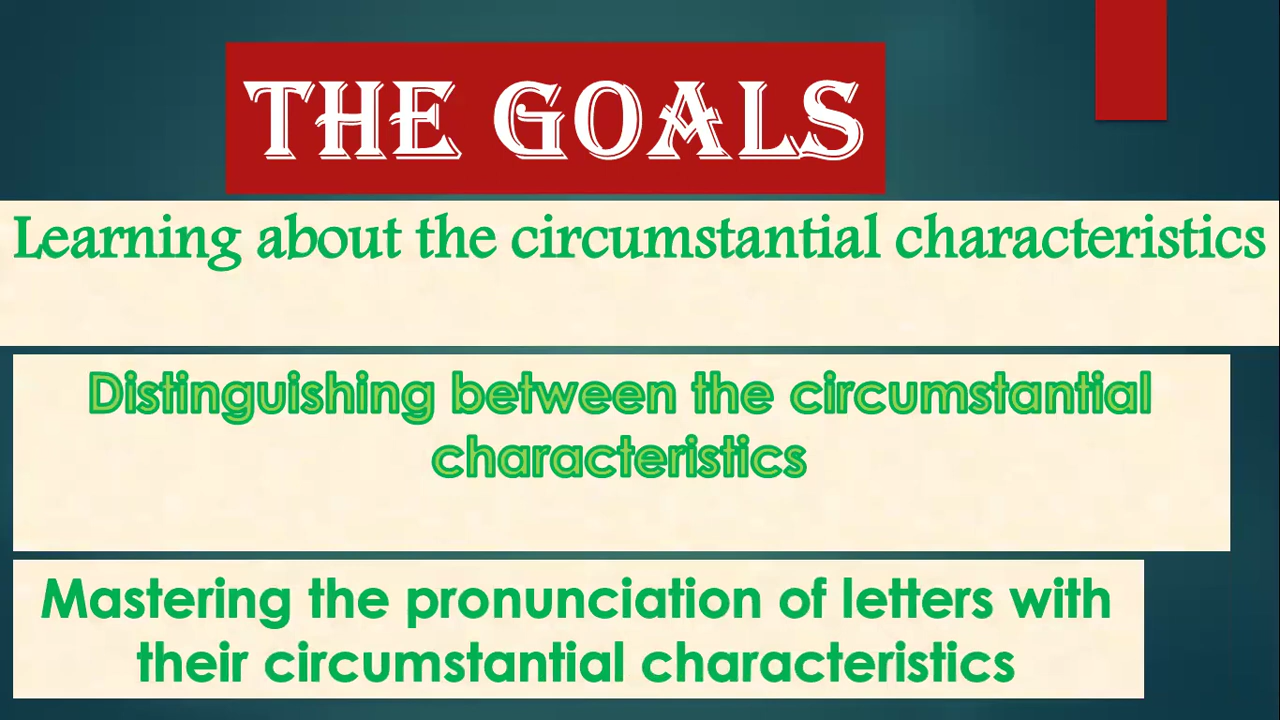 THE GOALS
Learning about the circumstantial characteristics
Distinguishing between the circumstantial
characteristics
Mastering the pronunciation of letters with
their circumstantial characteristics